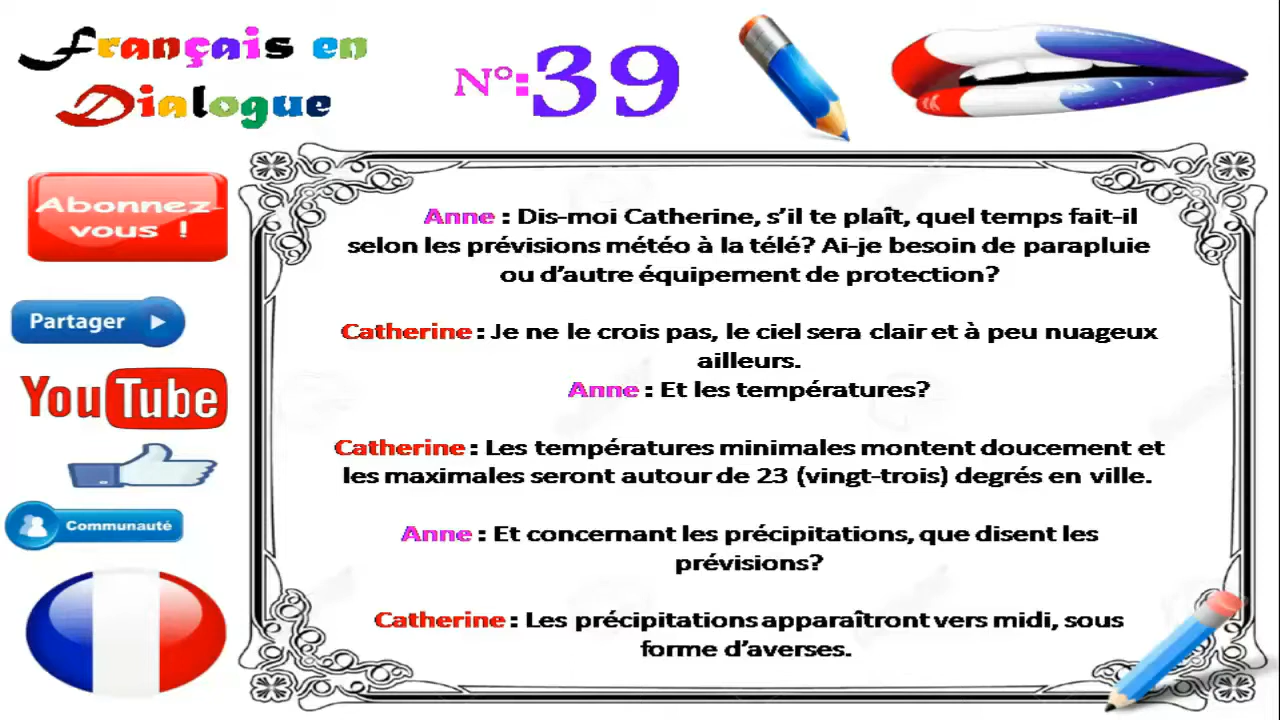 Français en
Dialogue
N°:39
Abonnez-
vous !
Partager
YouTube
Communauté
Anne : Dis-moi Catherine, s’il te plaît, quel temps fait-il
selon les prévisions météo à la télé? Ai-je besoin de parapluie
ou d’autre équipement de protection?
Catherine : Je ne le crois pas, le ciel sera clair et à peu nuageux
ailleurs.
Anne : Et les températures?
Catherine : Les températures minimales montent doucement et
les maximales seront autour de 23 (vingt-trois) degrés en ville.
Anne : Et concernant les précipitations, que disent les
prévisions?
Catherine : Les précipitations apparaîtront vers midi, sous
forme d’averses.